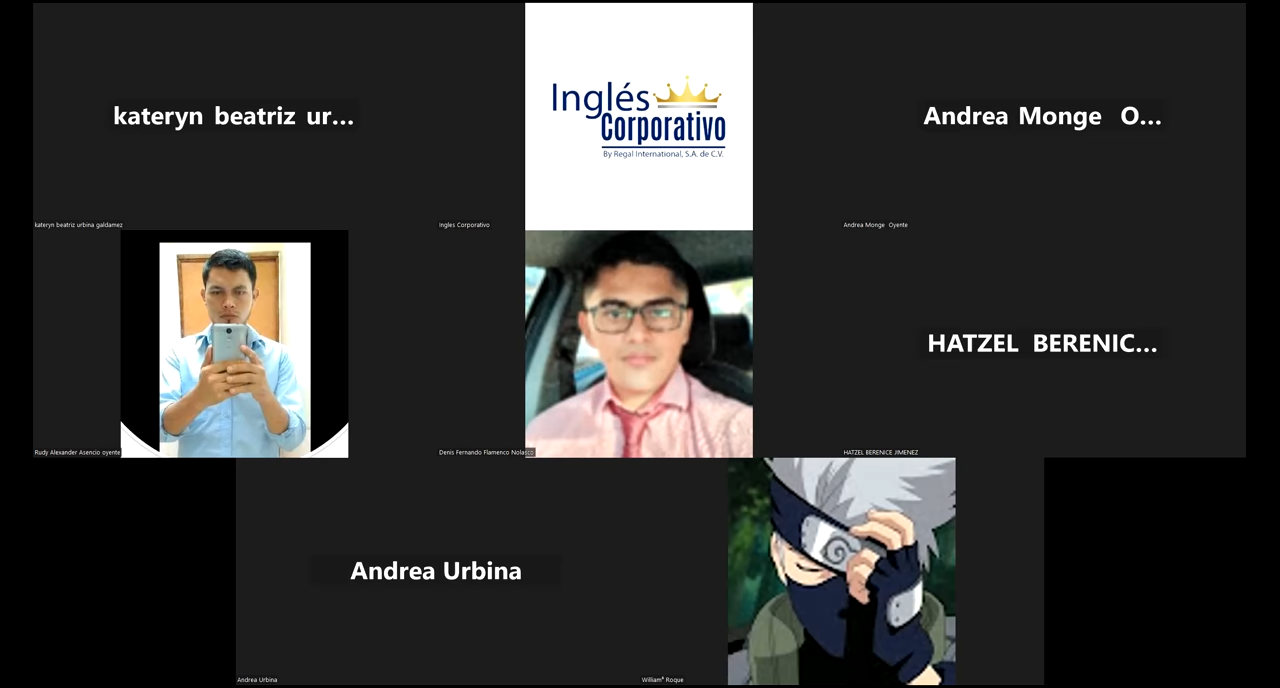 kateryn beatriz ur...
Inglés
Corporativo
By Regal International, S.A. de C.V.
Andrea Monge O...
kateryn beatriz urbina galdamez
Ingles Corporativo
Andrea Monge Oyente
HATZEL BERENIC...
Rudy Alexander Asencio oyente
Denis Fernando Flamenco Nolasco
HATZEL BERENICE JIMENEZ
Andrea Urbina
Andrea Urbina
William* Roque